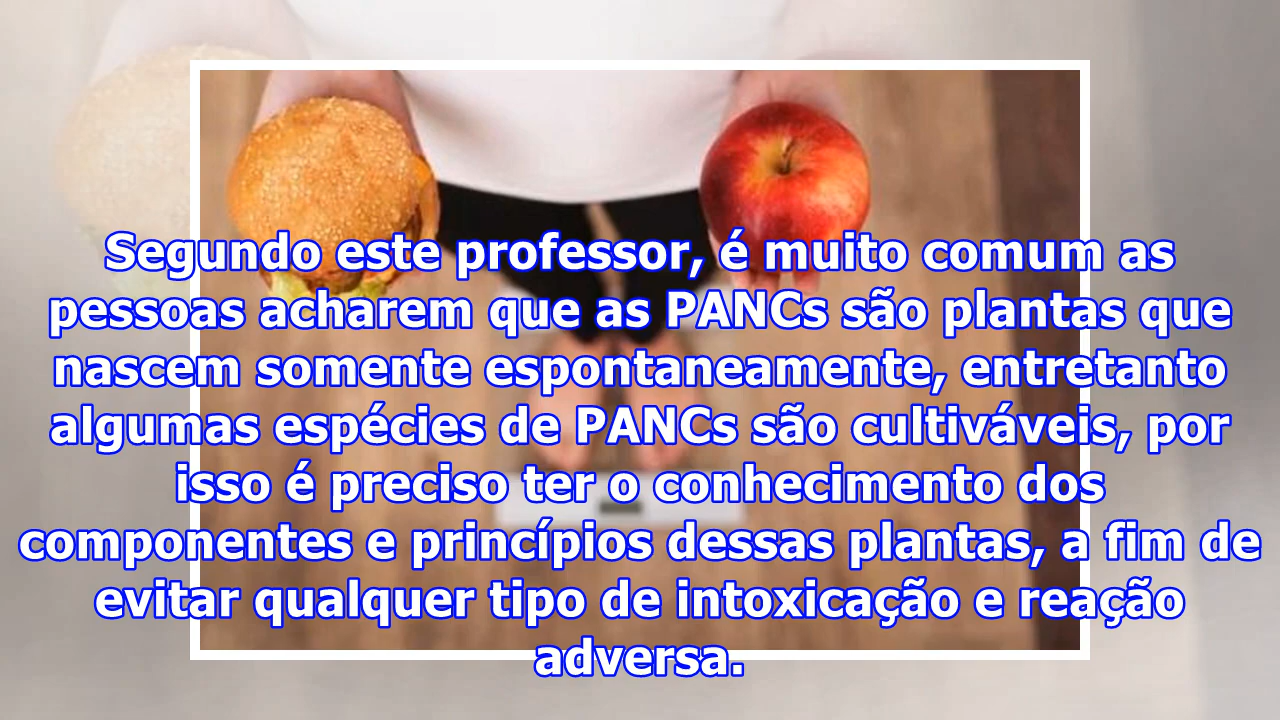 Segundo este professor, é muito comum as
pessoas acharem que as PANCs são plantas que
nascem somente espontaneamente, entretanto
algumas espécies de PANCs são cultiváveis, por
isso é preciso ter o conhecimento dos
componentes e princípios dessas plantas, a fim de
evitar qualquer tipo de intoxicação e reação
adversa.